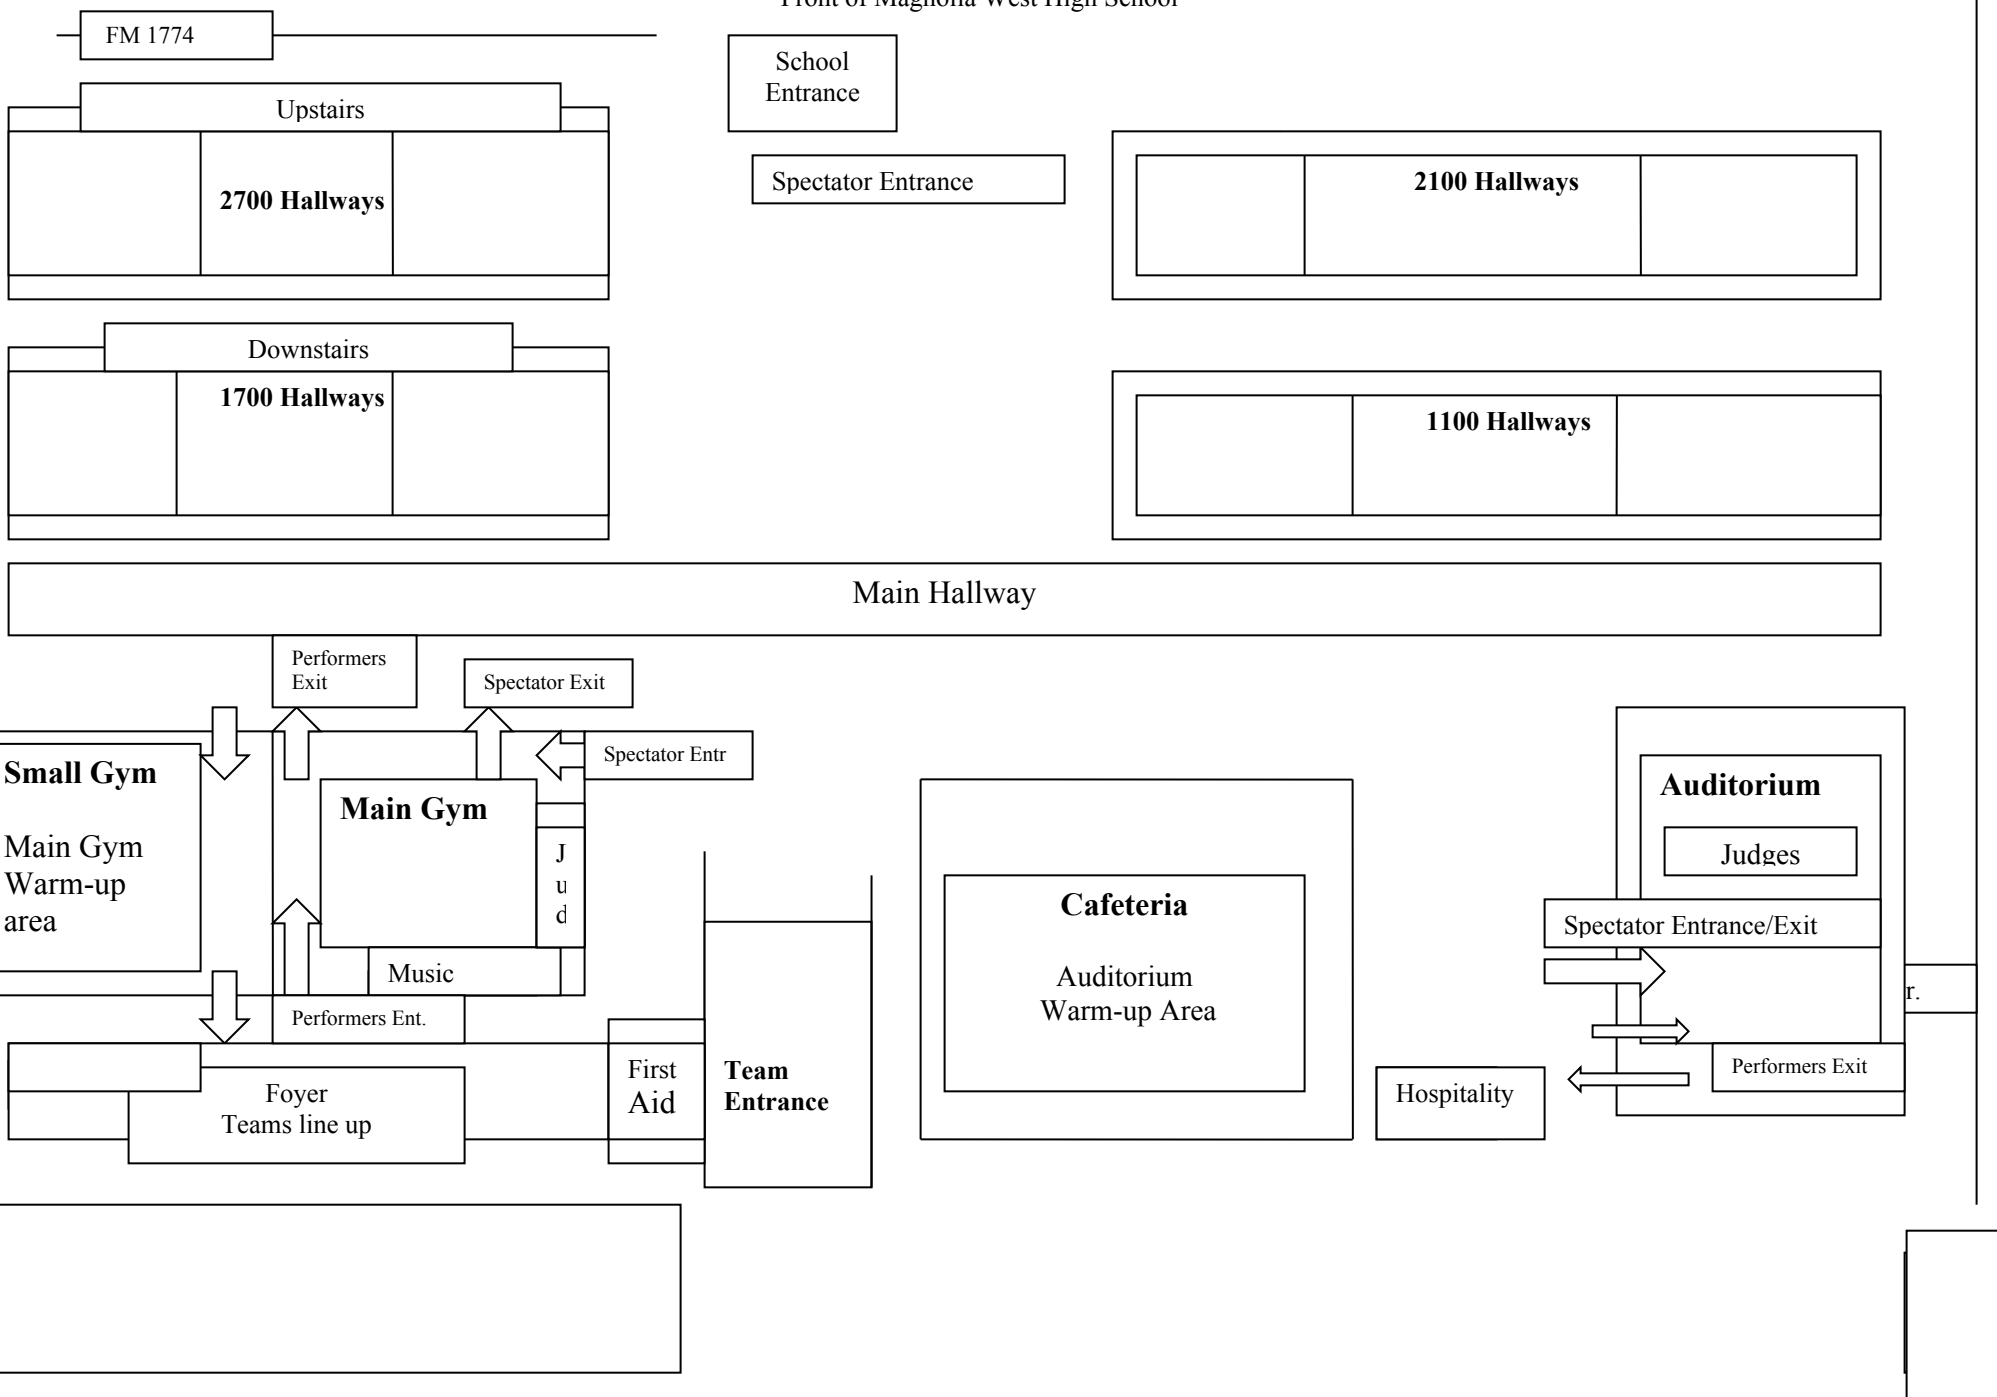 Front of Magnolia West High School
FM 1774
School
Entrance
Upstairs
Spectator Entrance
2700 Hallways
2100 Hallways
Downstairs
1700 Hallways
1100 Hallways
Main Hallway
Performers
Exit
Spectator Exit
Spectator Entr
Small Gym
Main Gym
Warm-up
area
Main Gym
J
u
d
Music
Performers Ent.
Foyer
Teams line up
First
Aid
Team
Entrance
Cafeteria
Auditorium
Warm-up Area
Hospitality
Auditorium
Judges
Spectator Entrance/Exit
Performers Exit
r.